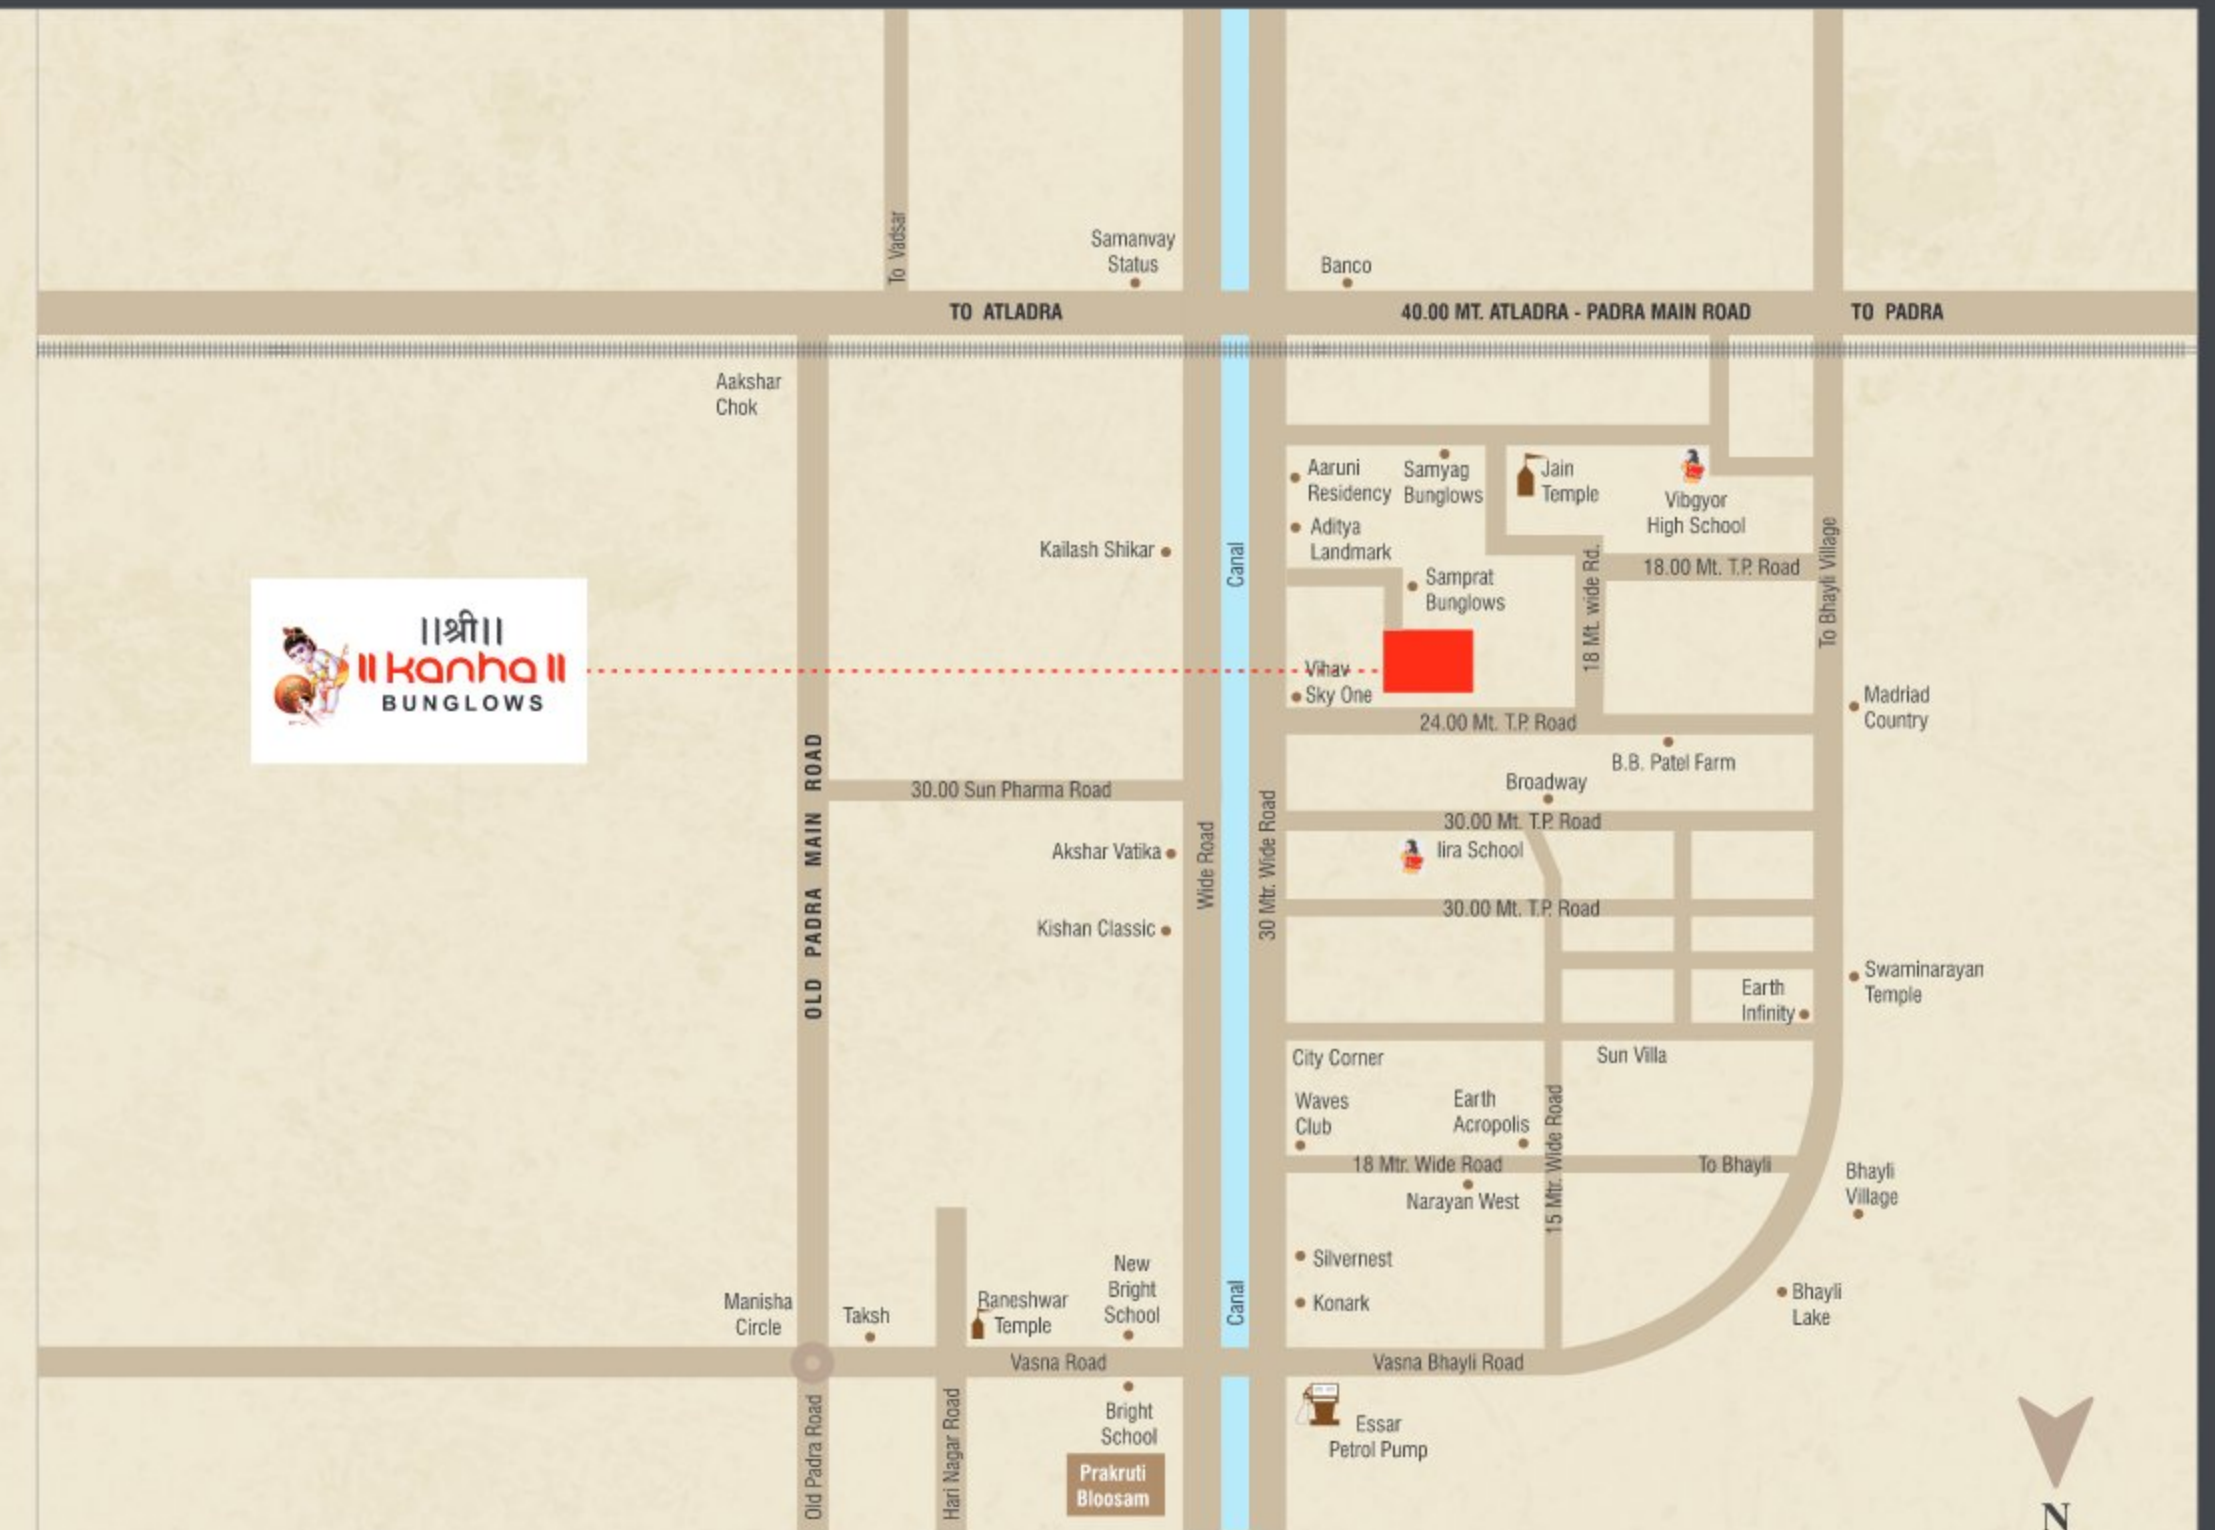 To Vadsar
Samanvay
Status
Banco
TO ATLADRA
40.00 MT. ATLADRA - PADRA MAIN ROAD
TO PADRA
Aakshar
Chok
Aaruni
Residency
Samyag
Bunglows
Jain
Temple
Vibgyor
High School
Aditya
Landmark
Kailash Shikar
Canal
Samprat
Bunglows
18 Mt. wide Rd.
18.00 Mt. T.P. Road
To Bhayli Village
||श्री||
|| kanha ||
BUNGLOWS
Vihav
Sky One
Madriad
Country
24.00 Mt. T.P. Road
B.B. Patel Farm
OLD PADRA MAIN ROAD
30.00 Sun Pharma Road
Broadway
30.00 Mt. T.P. Road
Akshar Vatika
Wide Road
30 Mtr. Wide Road
Iira School
Kishan Classic
30.00 Mt. T.P. Road
Swaminarayan
Temple
Earth
Infinity
City Corner
Sun Villa
Waves
Club
Earth
Acropolis
15 Mtr. Wide Road
18 Mtr. Wide Road
To Bhayli
Bhayli
Village
Narayan West
Silvernest
Konark
Bhayli
Lake
Manisha
Circle
Taksh
Raneshwar
Temple
New
Bright
School
Canal
Vasna Road
Vasna Bhayli Road
Old Padra Road
Hari Nagar Road
Bright
School
Essar
Petrol Pump
Prakruti
Bloosam
N